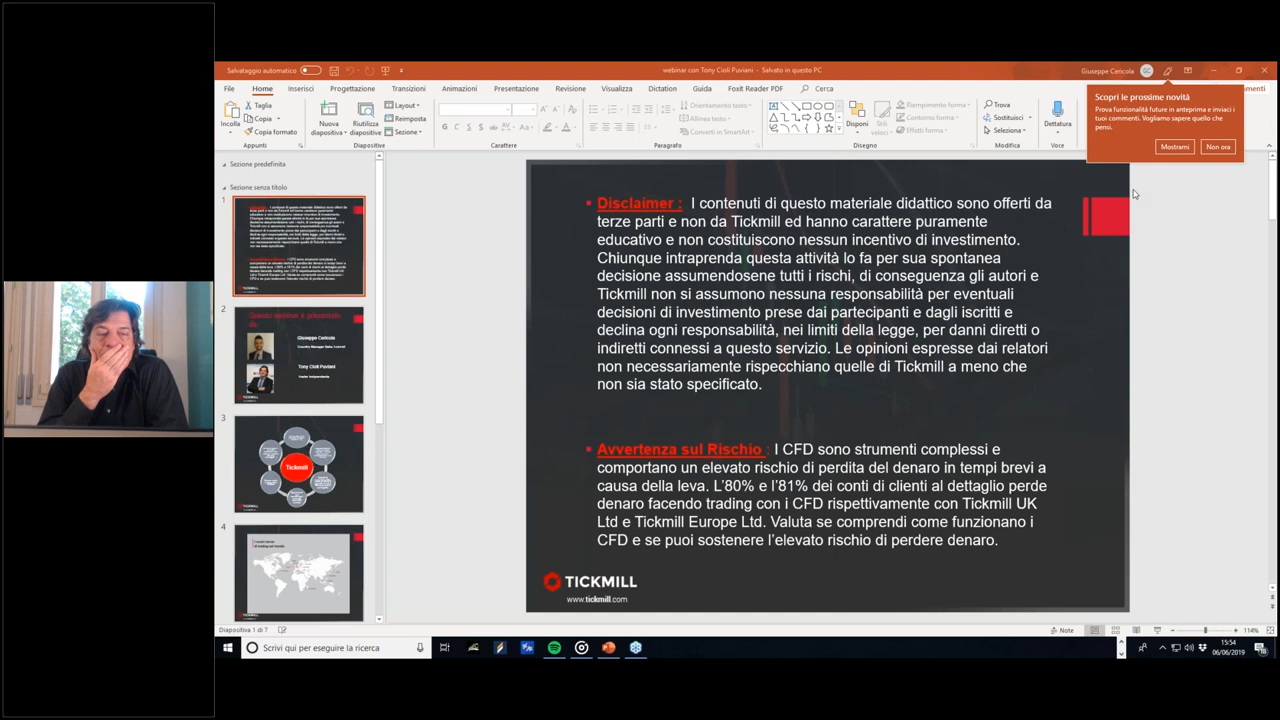 Salvataggio automatico
webinar con Tony Cioli Puviani - Salvato in questo PC
Giuseppe Cericola
GC
File
Home
Inserisci
Progettazione
Transizioni
Animazioni
Presentazione
Revisione
Visualizza
Dictation
Guida
Foxit Reader PDF
Cerca
Incolla
Taglia
Copia
Copia formato
Appunti
Nuova
diapositiva
Riutilizza
diapositive
Layout
Reimposta
Sezione
Diapositive
Carattere
Orientamento testo
Allinea testo
Converti in SmartArt
Paragrafo
Disponi
Stili
veloci
Riempimento forma
Contorno forma
Effetti forma
Disegno
Trova
Sostituisci
Seleziona
Modifica
Dettatura
Voce
Scopri le prossime novità
Prova funzionalità future in anteprima e inviaci i
tuoi commenti. Vogliamo sapere quello che
pensi.
Mostrami
Non ora
Sezione predefinita
Sezione senza titolo
1
2
Questo webinar è presentato
da:
Giuseppe Cericola
Tony Cioli Puviani
Trader Indipendente
3
Tickmill
4
Disclaimer : I contenuti di questo materiale didattico sono offerti da
terze parti e non da Tickmill ed hanno carattere puramente
educativo e non costituiscono nessun incentivo di investimento.
Chiunque intraprenda questa attività lo fa per sua spontanea
decisione assumendosene tutti i rischi, di conseguenza gli autori e
Tickmill non si assumono nessuna responsabilità per eventuali
decisioni di investimento prese dai partecipanti e dagli iscritti e
declina ogni responsabilità, nei limiti della legge, per danni diretti o
indiretti connessi a questo servizio. Le opinioni espresse dai relatori
non necessariamente rispecchiano quelle di Tickmill a meno che
non sia stato specificato.
Avvertenza sul Rischio : I CFD sono strumenti complessi e
comportano un elevato rischio di perdita del denaro in tempi brevi a
causa della leva. L'80% e l'81% dei conti di clienti al dettaglio perde
denaro facendo trading con i CFD rispettivamente con Tickmill UK
Ltd e Tickmill Europe Ltd. Valuta se comprendi come funzionano i
CFD e se puoi sostenere l'elevato rischio di perdere denaro.
TICKMILL
www.tickmill.com
Diapositiva 1 di 7
Note
114%
Scrivi qui per eseguire la ricerca
15:54
06/06/2019